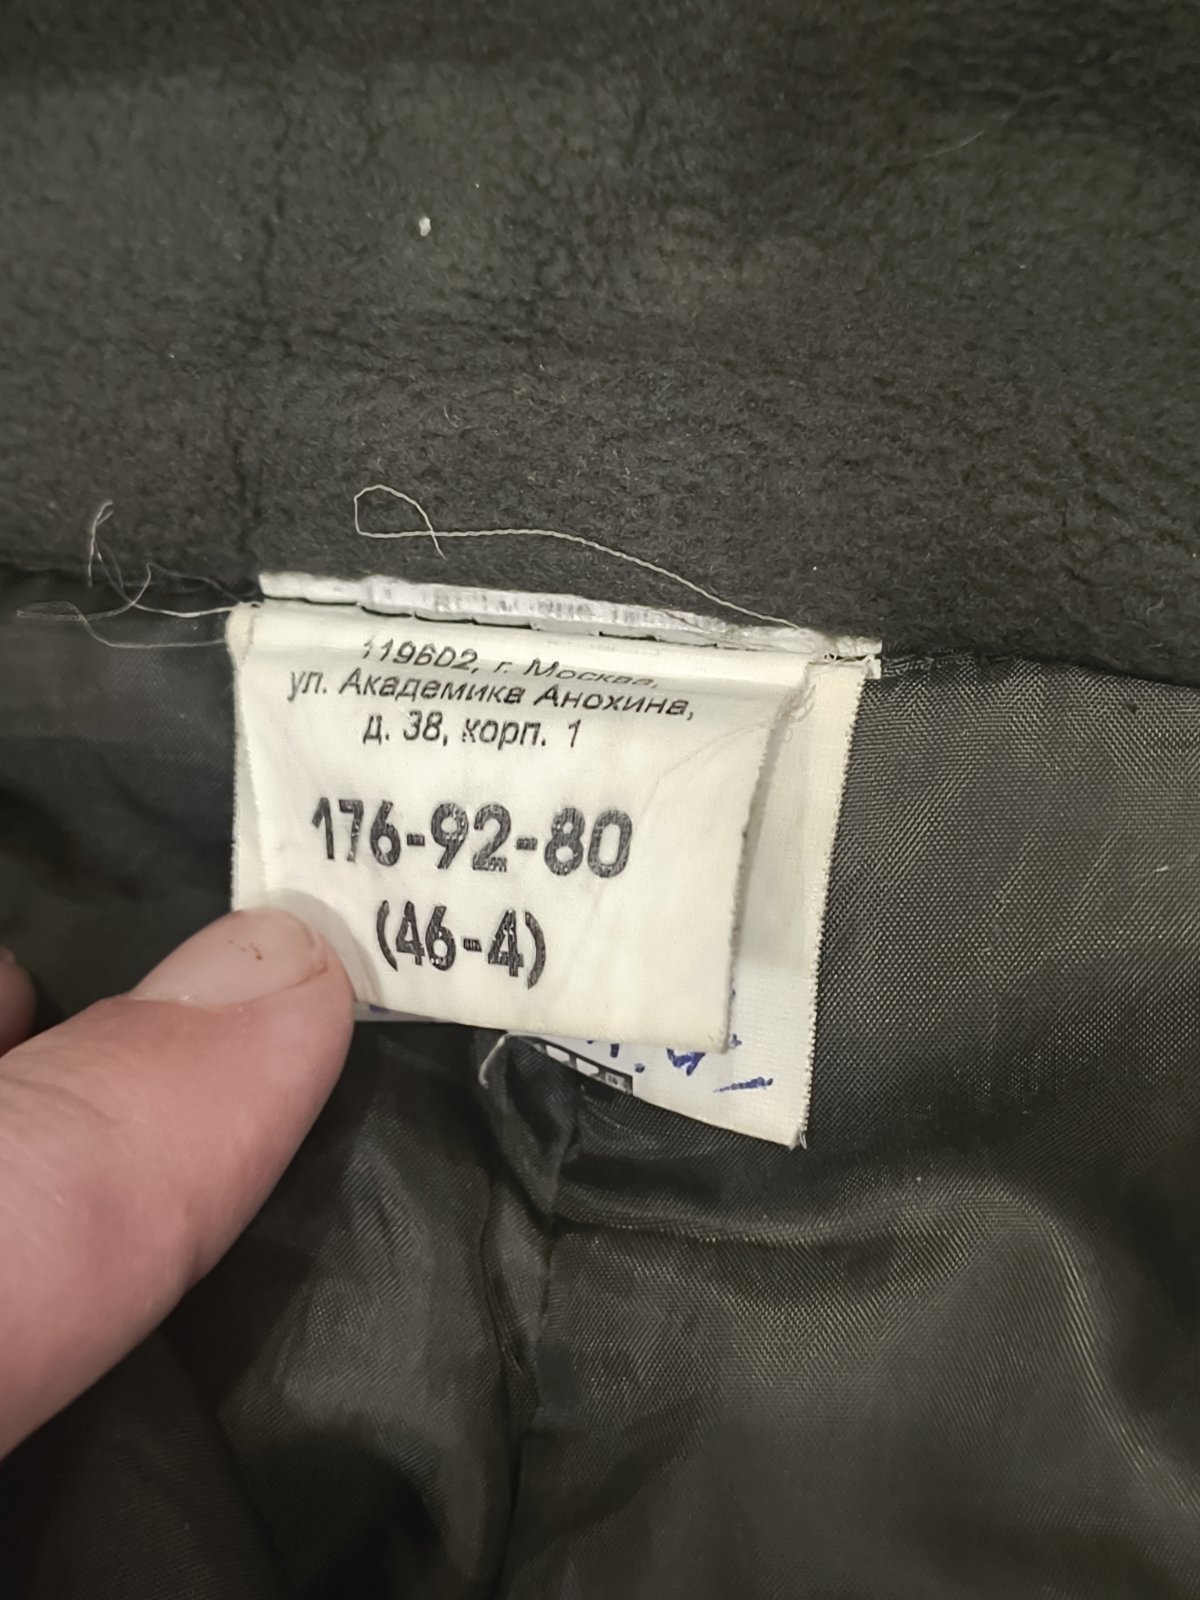 119602, г. Москва,
ул. Академика Анохина,
д. 38, корп. 1
176-92-80
(46-4)